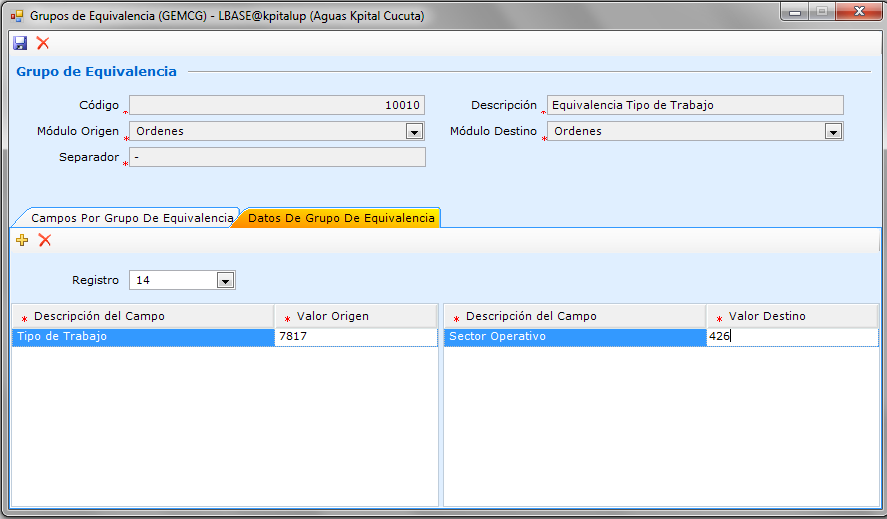 Grupos de Equivalencia (GEMCG) - LBASE@kpitalup (Aguas Kpital Cucuta)
Grupo de Equivalencia
Código 10010 Descripción Equivalencia Tipo de Trabajo
Módulo Origen Ordenes Módulo Destino Ordenes
Separador -
Campos Por Grupo De Equivalencia Datos De Grupo De Equivalencia
Registro 14
Descripción del Campo Valor Origen Descripción del Campo Valor Destino
Tipo de Trabajo 7817 Sector Operativo 426